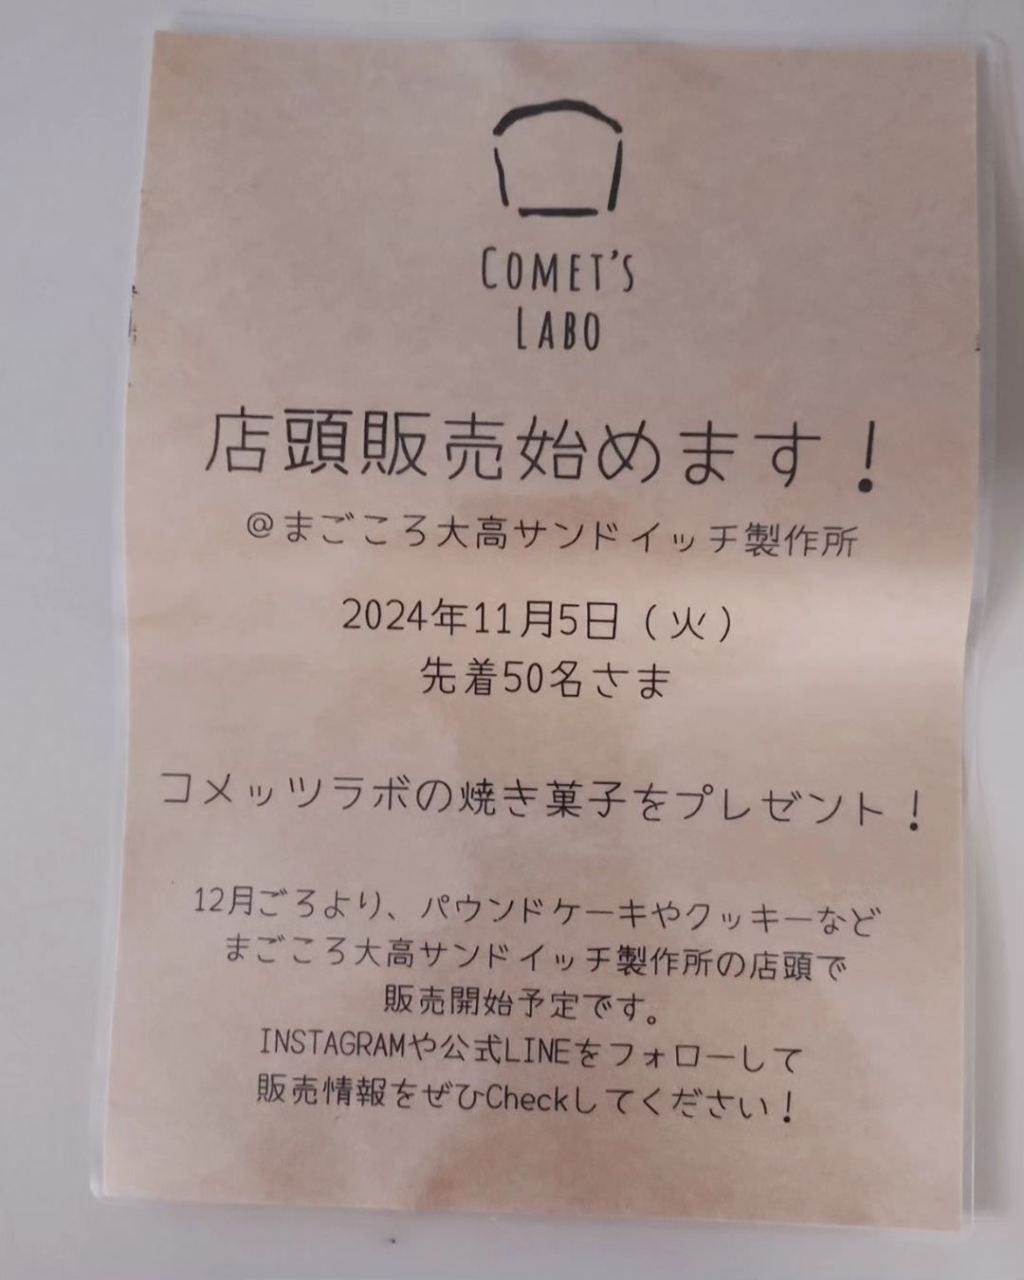 COMET'S
LABO
店頭販売始めます！
@まごころ大高サンドイッチ製作所
2024年11月5日（火）
先着50名さま
コメッツラボの焼き菓子をプレゼント！
12月ごろより、パウンドケーキやクッキーなど
まごころ大高サンドイッチ製作所の店頭で
販売開始予定です。
INSTAGRAMや公式LINEをフォローして
販売情報をぜひCheckしてください！